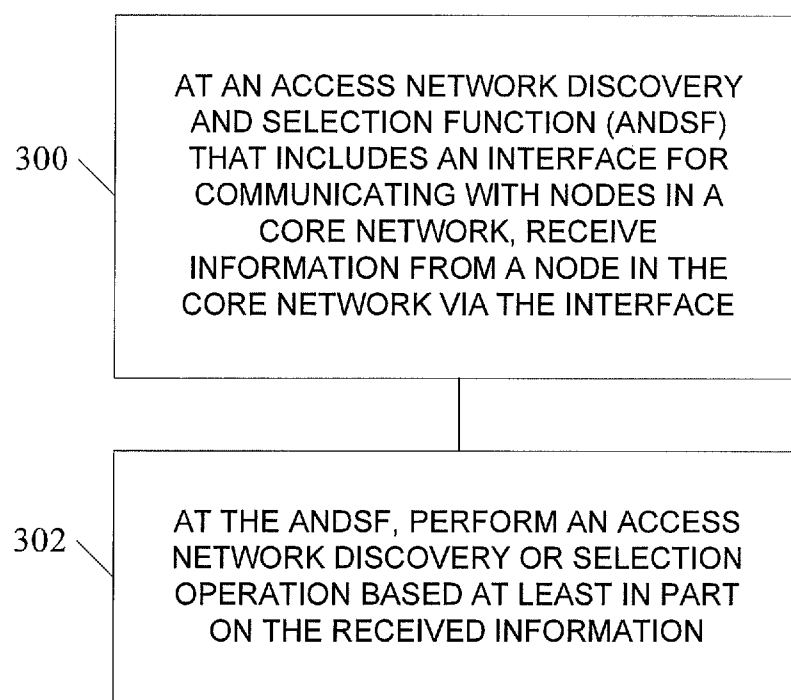 300
AT AN ACCESS NETWORK DISCOVERY
AND SELECTION FUNCTION (ANDSF)
THAT INCLUDES AN INTERFACE FOR
COMMUNICATING WITH NODES IN A
CORE NETWORK, RECEIVE
INFORMATION FROM A NODE IN THE
CORE NETWORK VIA THE INTERFACE
302
AT THE ANDSF, PERFORM AN ACCESS
NETWORK DISCOVERY OR SELECTION
OPERATION BASED AT LEAST IN PART
ON THE RECEIVED INFORMATION